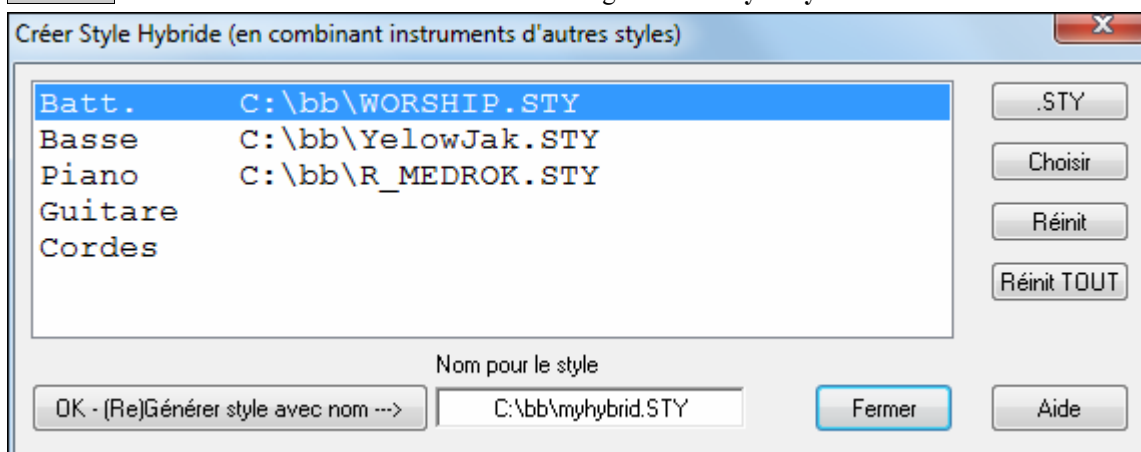 Créer Style Hybride (en combinant instruments d'autres styles)
Batt. C:\bb\WORSHIP.STY
Basse C:\bb\YelowJak.STY
Piano C:\bb\R_MEDROK.STY
Guitare
Cordes
.STY
Choisir
Réinit
Réinit TOUT
Nom pour le style
OK - (Re)Générer style avec nom --->
C:\bb\myhybrid.STY
Fermer
Aide